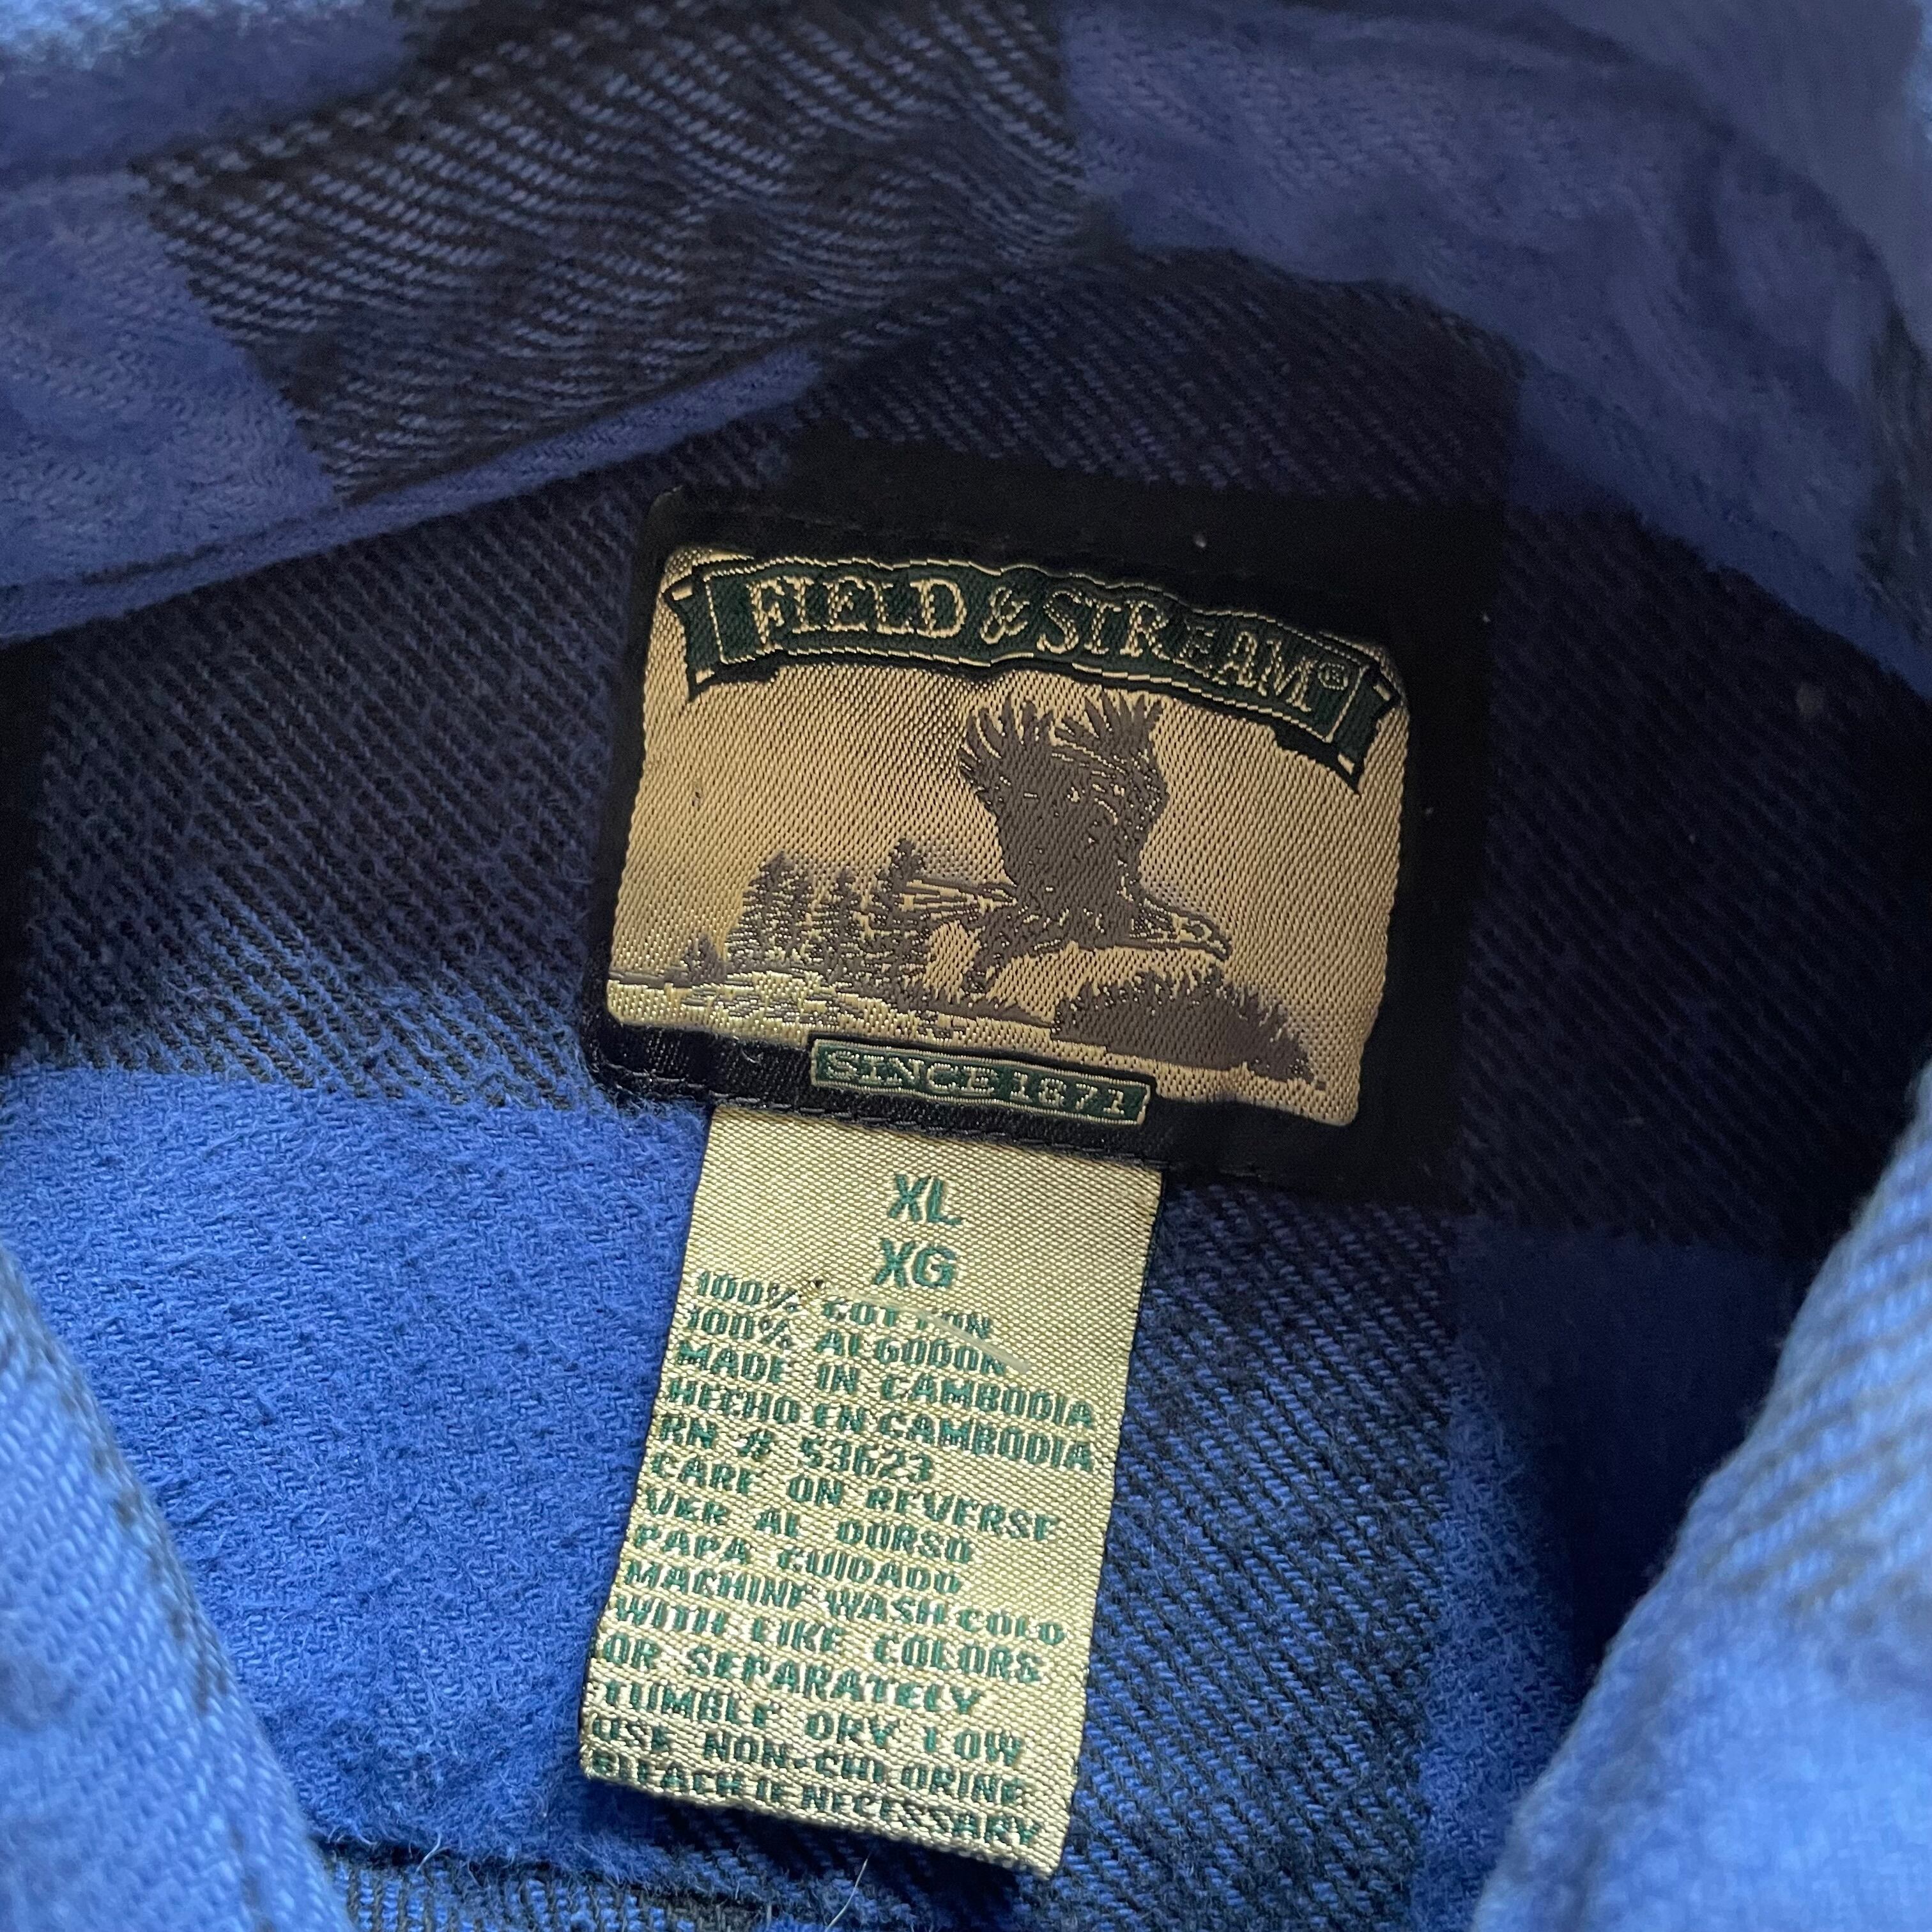 FIELD & STREAM®
SINCE 1871
XL
XG
100% COTTON
100% ALGODON
MADE IN CAMBODIA
HECHO EN CAMBODIA
RN # 53623
CARE ON REVERSE
VER AL DORSO
PAPA CUIDADO
MACHINE WASH COLD
WITH LIKE COLORS
OR SEPARATELY
TUMBLE DRY LOW
USE NON-CHLORINE
BLEACH IF NECESSARY